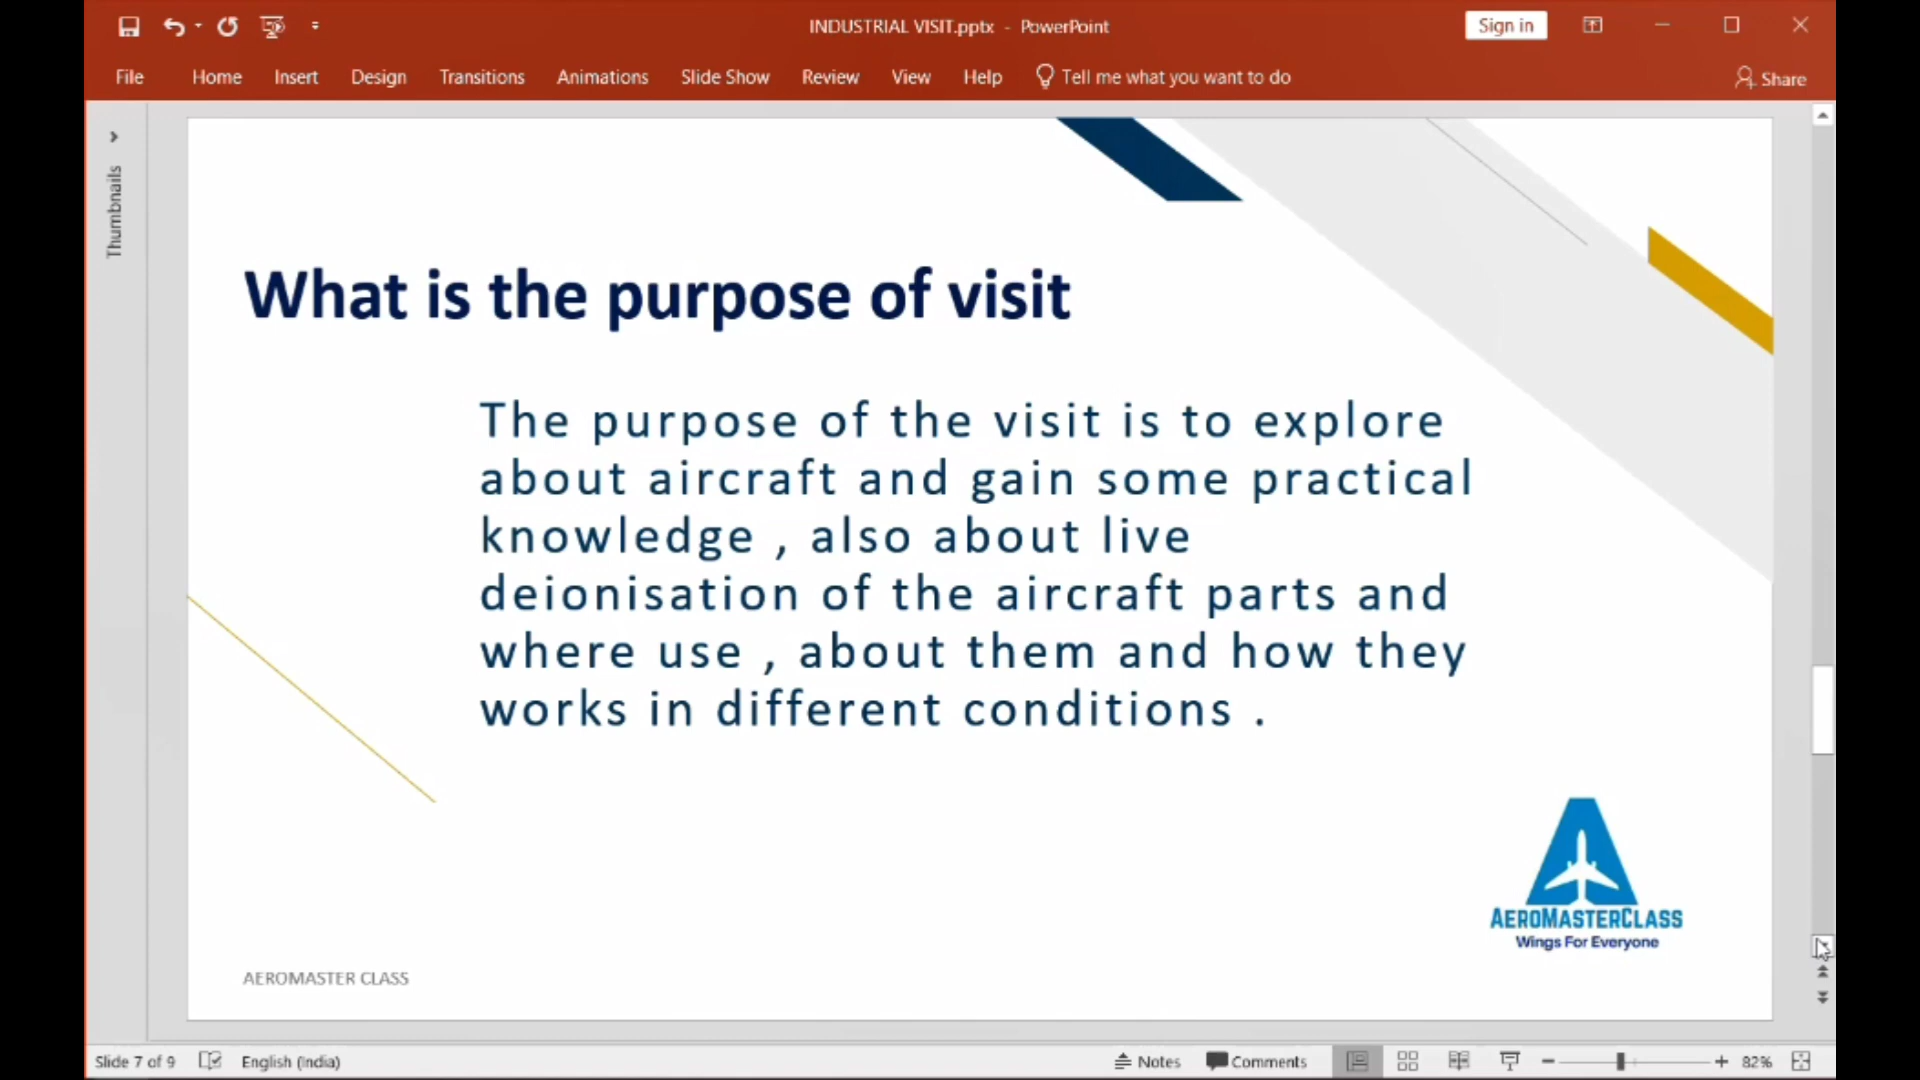 INDUSTRIAL VISIT.pptx - PowerPoint
Sign in
File Home Insert Design Transitions Animations Slide Show Review View Help Tell me what you want to do
Share
Thumbnails
What is the purpose of visit
The purpose of the visit is to explore
about aircraft and gain some practical
knowledge , also about live
deionisation of the aircraft parts and
where use , about them and how they
works in different conditions .
AEROMASTERCLASS
Wings For Everyone
AEROMASTER CLASS
Slide 7 of 9 English (India) Notes Comments 82%